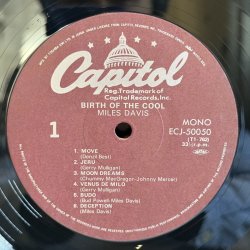 Capitol
Reg. Trademark of
Capitol Records, Inc.
BIRTH OF THE COOL
MILES DAVIS
1
MONO
ECJ-50050
(T1-762)
33⅓r.p.m.
1 MOVE
(Denzil Best)
2 JERU
(Gerry Mulligan)
3 MOON DREAMS
(Chummy MacGregor-Johnny Mercer)
4 VENUS DE MILO
(Gerry Mulligan)
5 BUDO
(Bud Powell-Miles Davis)
6 DECEPTION
(Miles Davis)